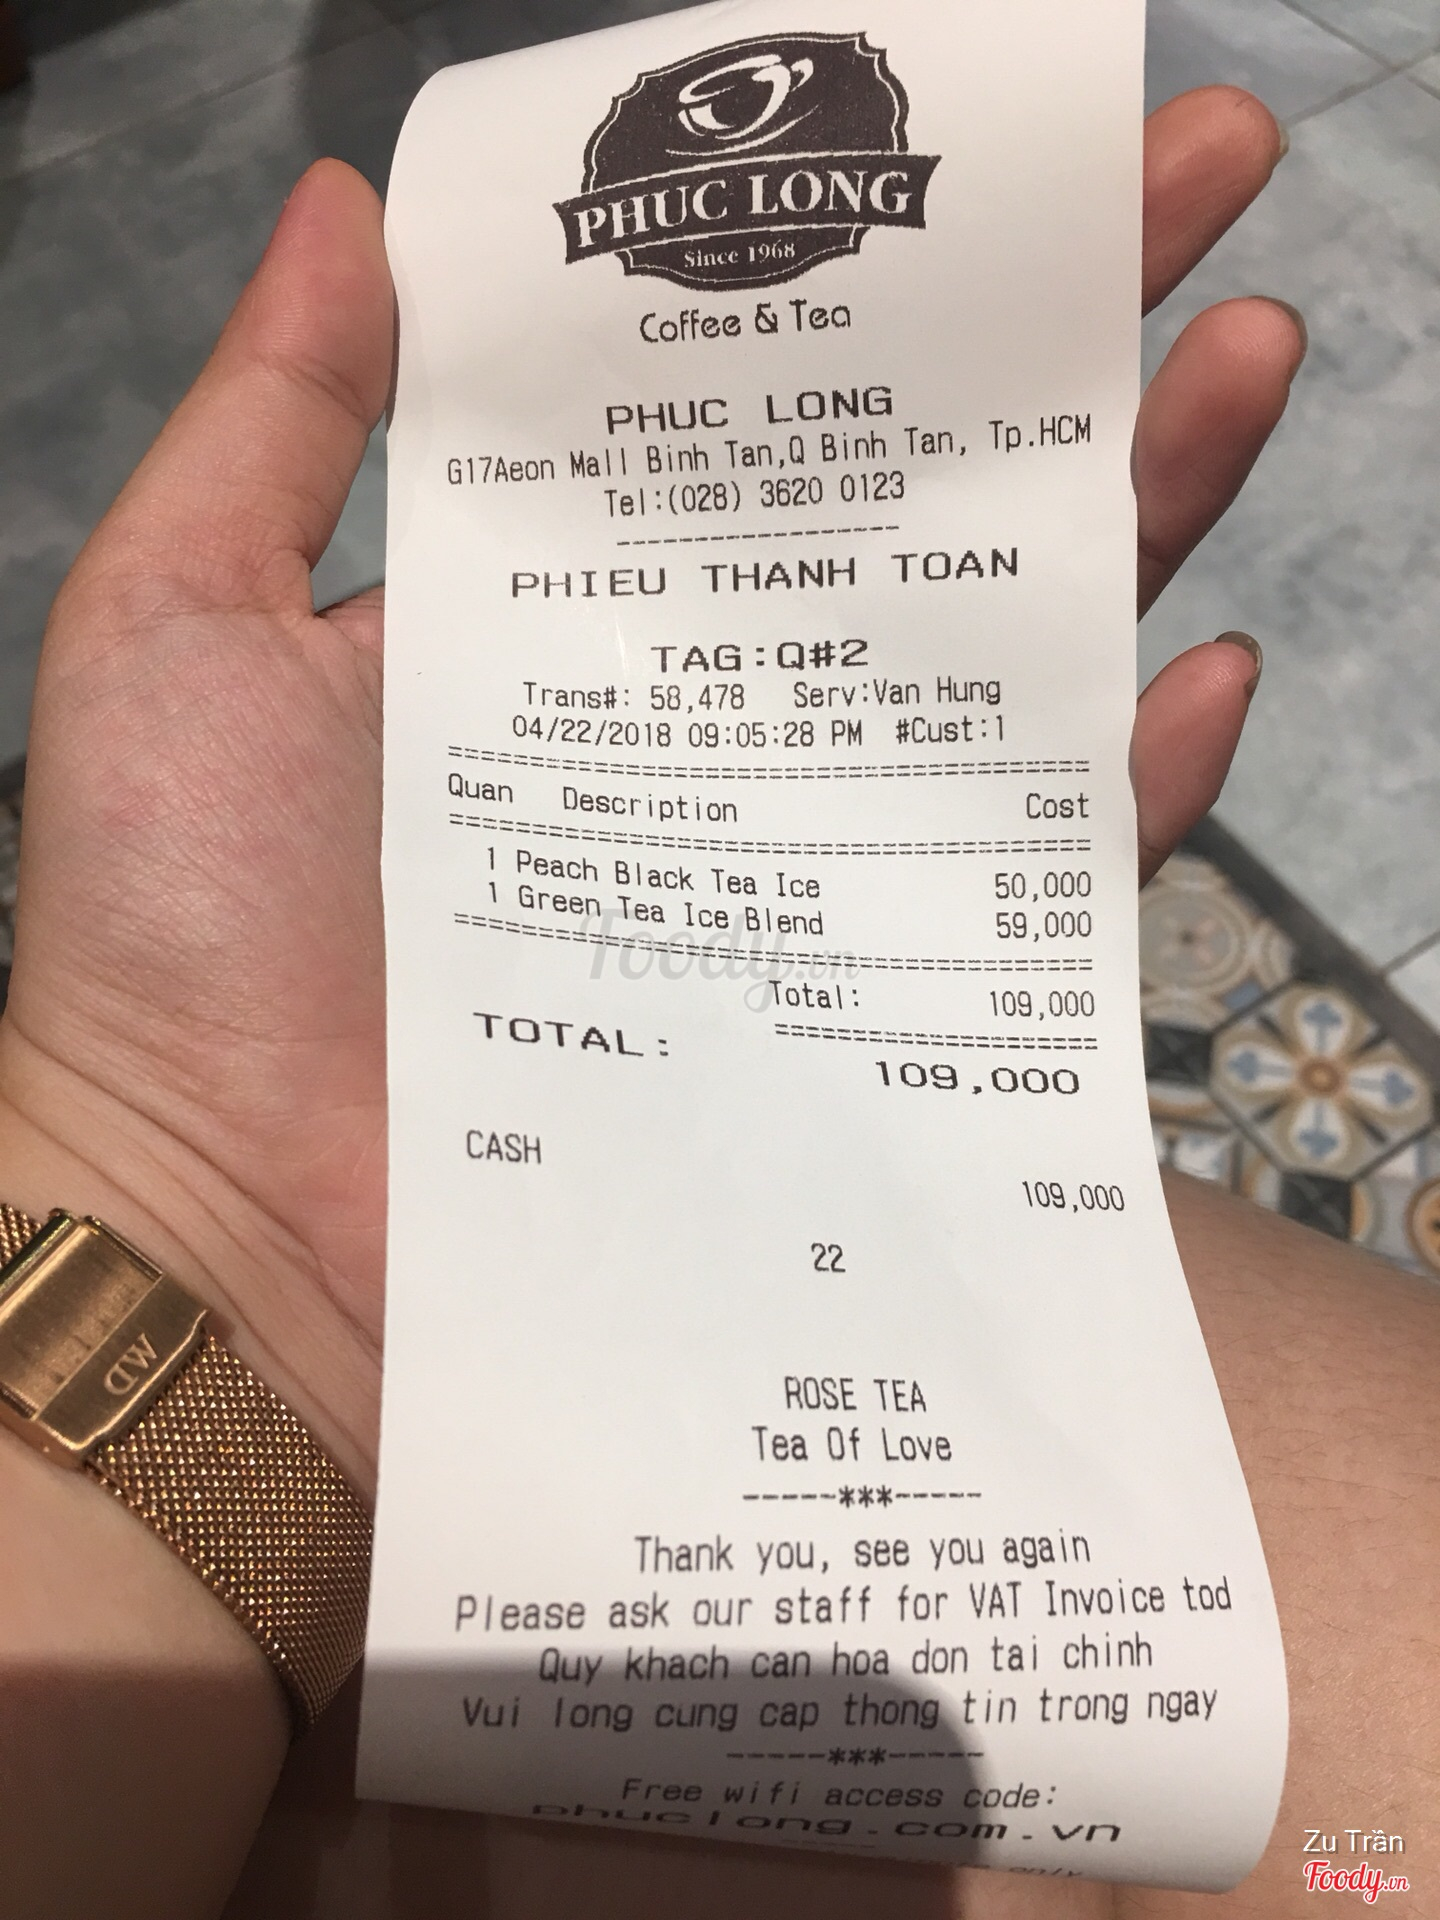 PHUC LONG
Since 1968
Coffee & Tea
PHUC LONG
G17Aeon Mall Binh Tan,Q Binh Tan, Tp.HCM
Tel:(028) 3620 0123
------------------
PHIEU THANH TOAN
TAG:Q#2
Trans#: 58,478 Serv:Van Hung
04/22/2018 09:05:28 PM #Cust:1
Quan Description Cost
1 Peach Black Tea Ice 50,000
1 Green Tea Ice Blend 59,000
Foody.vn
Total: 109,000
TOTAL: 109,000
CASH
109,000
22
ROSE TEA
Tea Of Love
-----***-----
Thank you, see you again
Please ask our staff for VAT Invoice tod
Quy khach can hoa don tai chinh
Vui long cung cap thong tin trong ngay
-----***-----
Free wifi access code:
phuclong.com.vn
only
DW
Zu Trần
Foody.vn